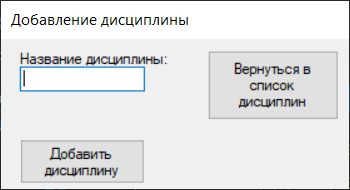 Добавление дисциплины
Название дисциплины:
Вернуться в
список
дисциплин
Добавить
дисциплину